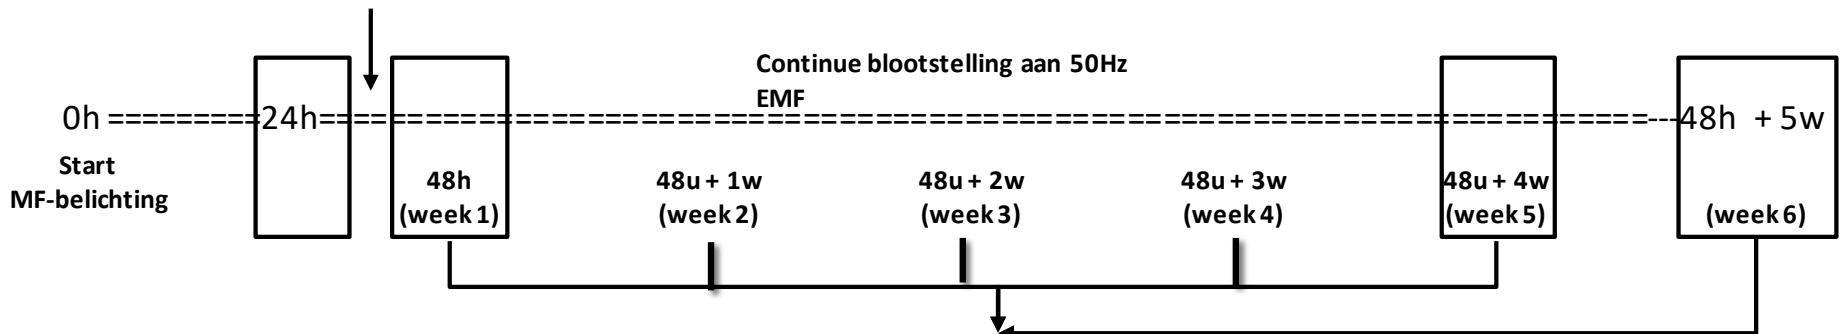 Continue blootstelling aan 50Hz
EMF
0h =========24h==========================================================================---48h + 5w
Start
MF-belichting
48h
(week 1)
48u + 1w
(week 2)
48u + 2w
(week 3)
48u + 3w
(week 4)
48u + 4w
(week 5)
(week 6)